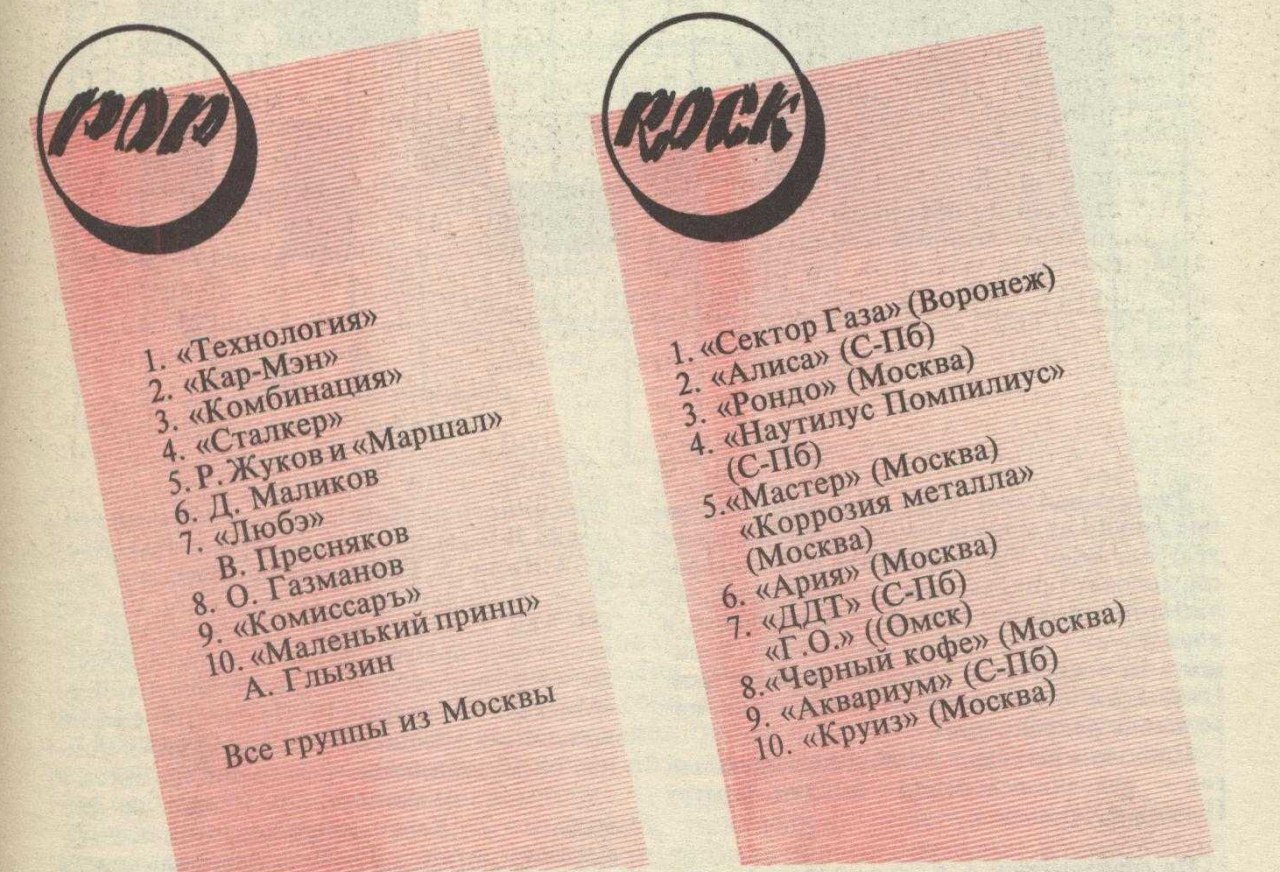 POP
1. «Технология»
2. «Кар-Мэн»
3. «Комбинация»
4. «Сталкер»
5. Р. Жуков и «Маршал»
6. Д. Маликов
7. «Любэ»
В. Пресняков
8. О. Газманов
9. «Комиссаръ»
10. «Маленький принц»
А. Глызин
Все группы из Москвы
ROCK
1. «Сектор Газа» (Воронеж)
2. «Алиса» (С-Пб)
3. «Рондо» (Москва)
4. «Наутилус Помпилиус»
(С-Пб)
5.«Мастер» (Москва)
«Коррозия металла»
(Москва)
6. «Ария» (Москва)
7. «ДДТ» (С-Пб)
«Г.О.» ((Омск)
8.«Черный кофе» (Москва)
9. «Аквариум» (С-Пб)
10. «Круиз» (Москва)